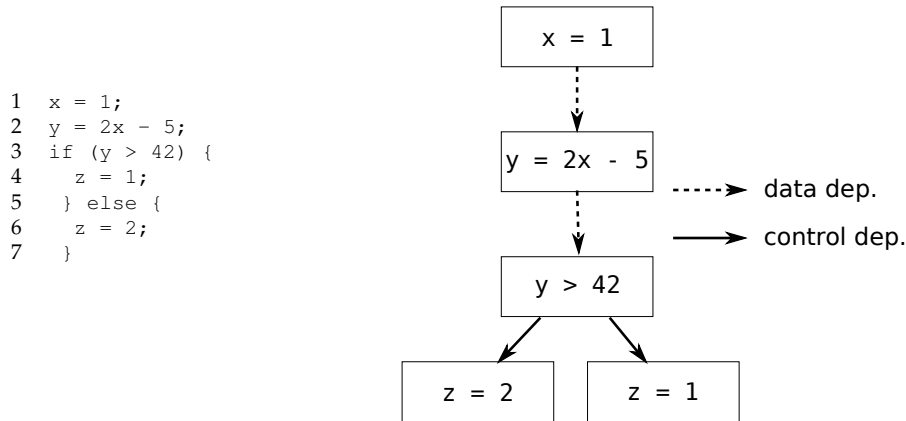 1 x = 1;
2 y = 2x - 5;
3 if (y > 42) {
4 z = 1;
5 } else {
6 z = 2;
7 }
x = 1
y = 2x - 5
y > 42
z = 2
z = 1
data dep.
control dep.